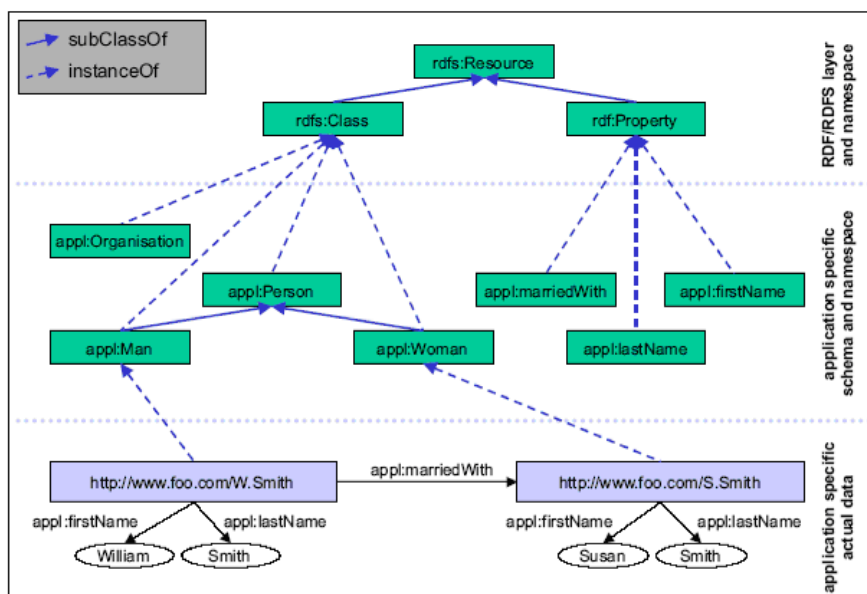 subClassOf
instanceOf
rdfs:Resource
rdfs:Class
rdf:Property
RDF/RDFS layer
and namespace
appl:Organisation
appl:Person
appl:marriedWith
appl:firstName
appl:Man
appl:Woman
appl:lastName
application specific
schema and namespace
http://www.foo.com/W.Smith
appl:marriedWith
http://www.foo.com/S.Smith
appl:firstName
appl:lastName
appl:firstName
appl:lastName
William
Smith
Susan
Smith
application specific
actual data